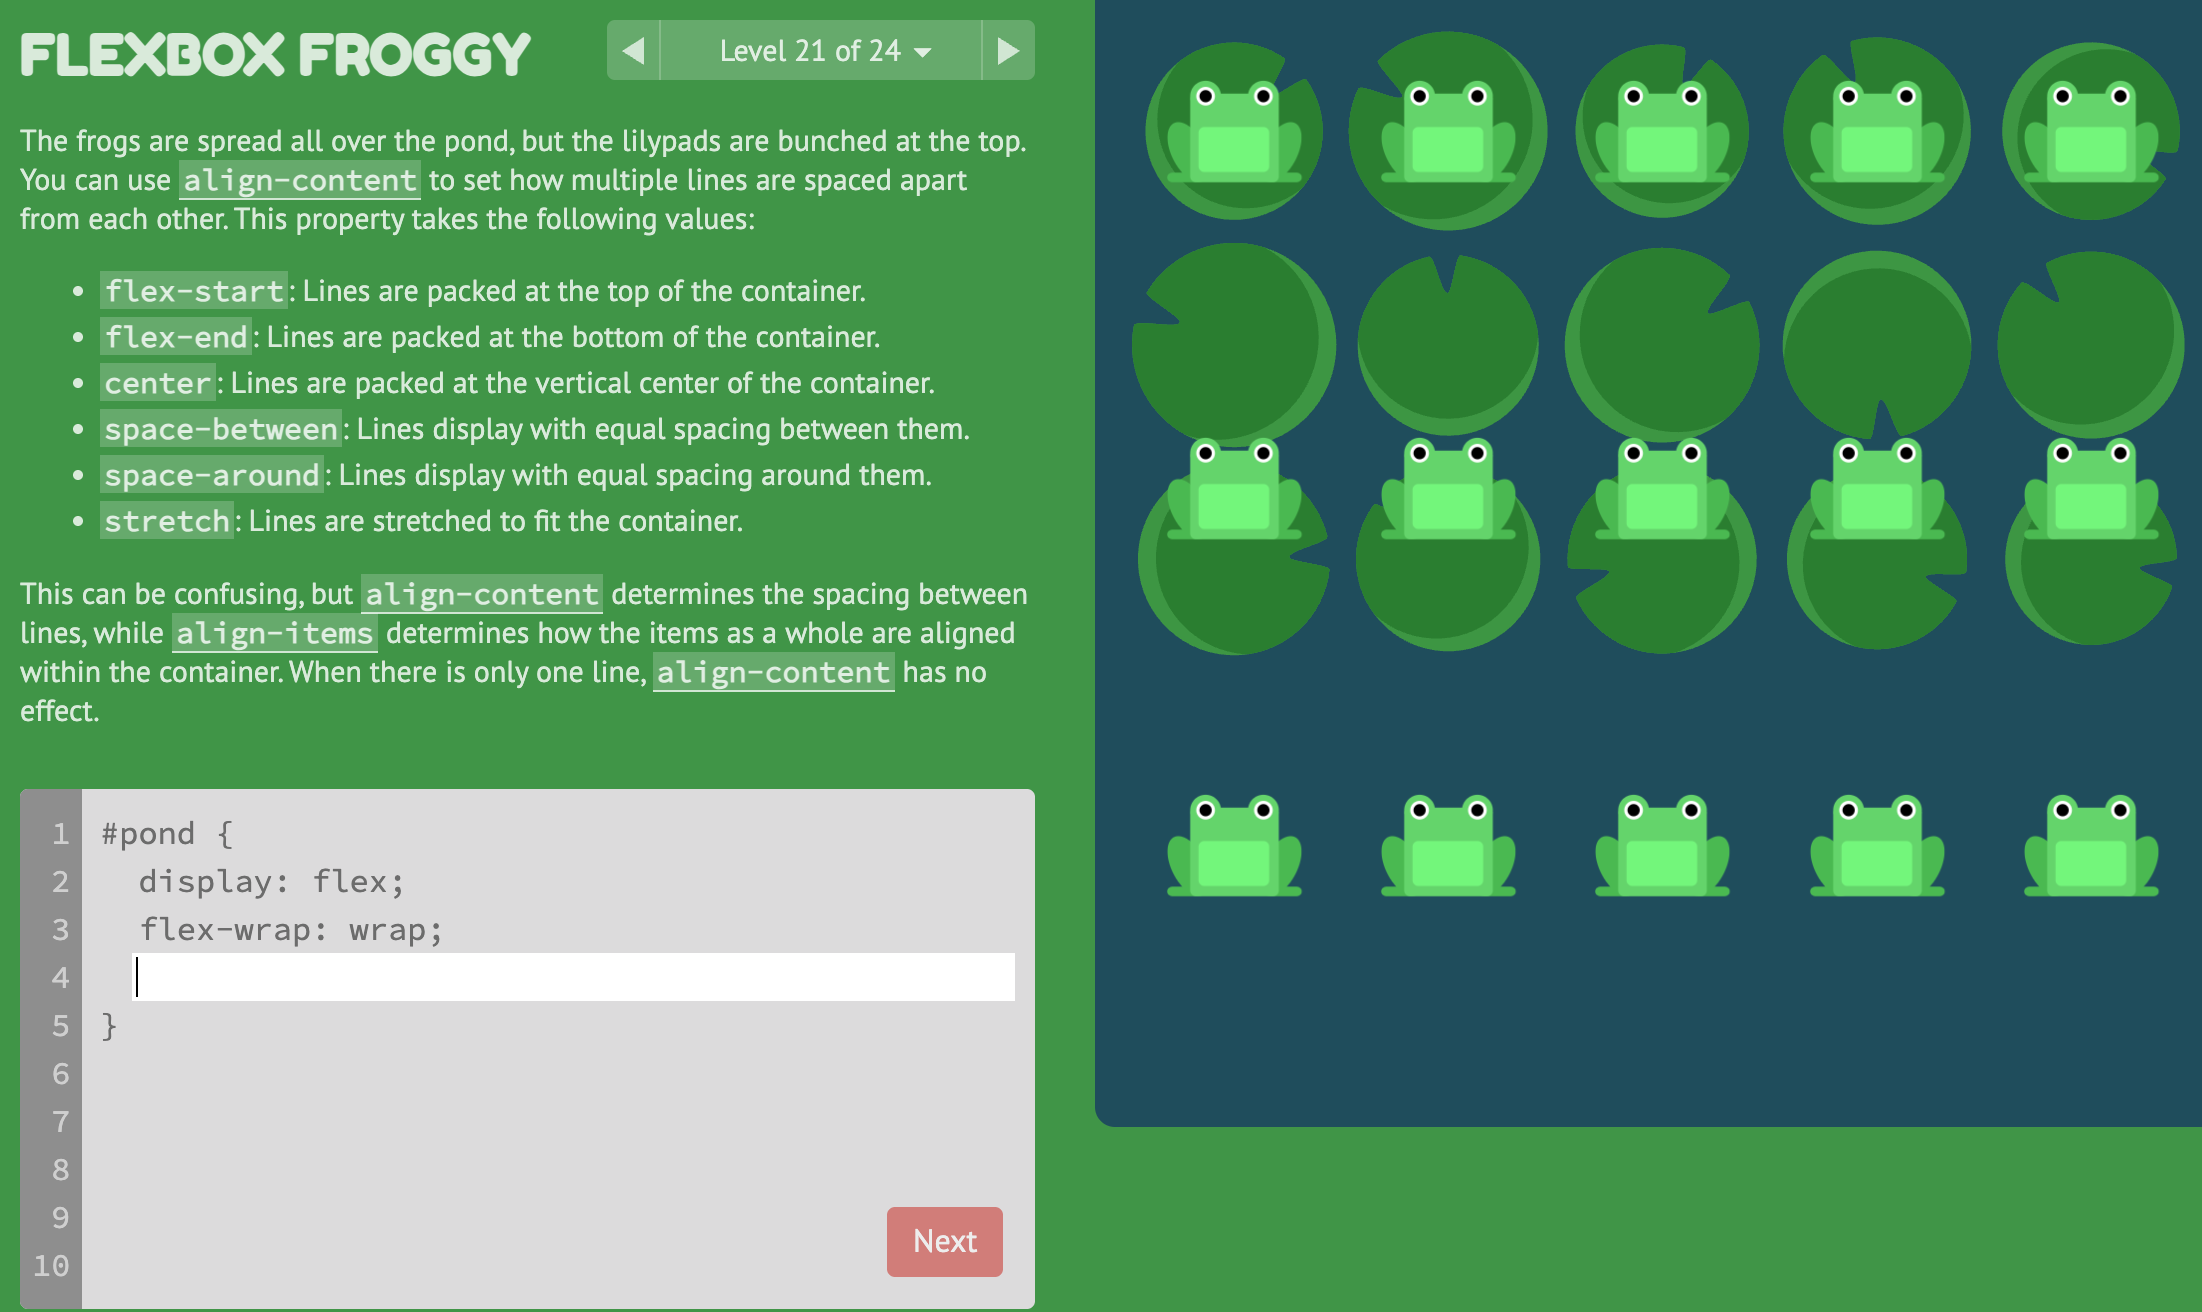 FLEXBOX FROGGY
Level 21 of 24
The frogs are spread all over the pond, but the lilypads are bunched at the top.
You can use align-content to set how multiple lines are spaced apart
from each other. This property takes the following values:
flex-start: Lines are packed at the top of the container.
flex-end: Lines are packed at the bottom of the container.
center: Lines are packed at the vertical center of the container.
space-between: Lines display with equal spacing between them.
space-around: Lines display with equal spacing around them.
stretch: Lines are stretched to fit the container.
This can be confusing, but align-content determines the spacing between
lines, while align-items determines how the items as a whole are aligned
within the container. When there is only one line, align-content has no
effect.
1 #pond {
2 display: flex;
3 flex-wrap: wrap;
4
5 }
6
7
8
9
10
Next